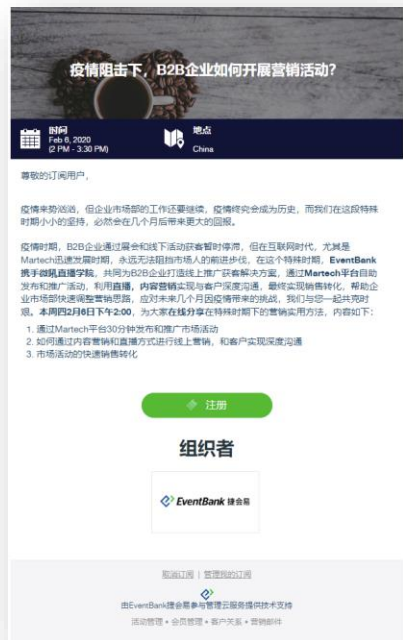 疫情阻击下，B2B企业如何开展营销活动？
时间
Feb 6, 2020
(2 PM - 3:30 PM)
地点
China
尊敬的订阅用户，
疫情来势汹汹，但企业市场部的工作还要继续，疫情终究会成为历史，而我们在这段特殊
时期小小的坚持，必然会在几个月后带来更大的回报。
疫情时期，B2B企业通过展会和线下活动获客暂时停滞，但在互联网时代，尤其是
Martech迅速发展时期，永远无法阻挡市场人的前进步伐，在这个特殊时期，EventBank
携手微吼直播学院，共同为B2B企业打造线上推广获客解决方案，通过Martech平台自助
发布和推广活动，利用直播，内容营销实现与客户深度沟通，最终实现销售转化，帮助企
业市场部快速调整营销思路，应对未来几个月因疫情带来的挑战，我们与您一起共克时
艰。本周四2月6日下午2:00，为大家在线分享在特殊时期下的营销实用方法，内容如下：
1. 通过Martech平台30分钟发布和推广市场活动
2. 如何通过内容营销和直播方式进行线上营销，和客户实现深度沟通
3. 市场活动的快速销售转化
注册
组织者
EventBank 捷会易
取消订阅 | 管理我的订阅
由EventBank捷会易参与管理云服务提供技术支持
活动管理 • 会员管理 • 客户关系 • 营销邮件